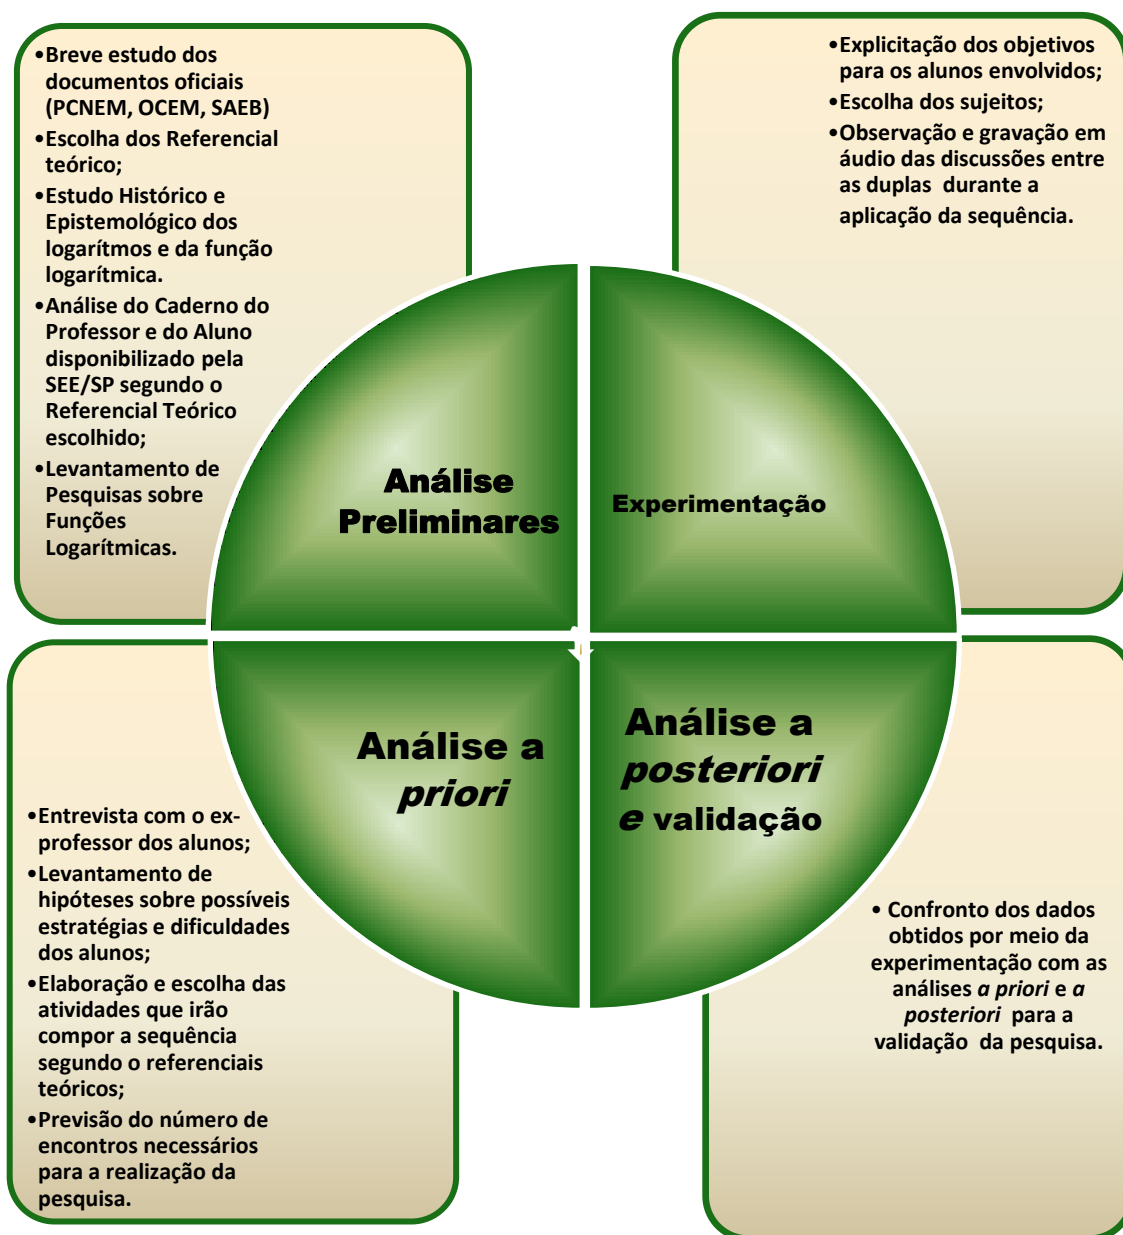 •Breve estudo dos
documentos oficiais
(PCNEM, OCEM, SAEB)
•Escolha dos Referencial
teórico;
•Estudo Histórico e
Epistemológico dos
logarítmos e da função
logarítmica.
•Análise do Caderno do
Professor e do Aluno
disponibilizado pela
SEE/SP segundo o
Referencial Teórico
escolhido;
•Levantamento de
Pesquisas sobre
Funções
Logarítmicas.
Análise
Preliminares
•Explicitação dos objetivos
para os alunos envolvidos;
•Escolha dos sujeitos;
•Observação e gravação em
áudio das discussões entre
as duplas durante a
aplicação da sequência.
Experimentação
Análise a
priori
•Entrevista com o ex-
professor dos alunos;
•Levantamento de
hipóteses sobre possíveis
estratégias e dificuldades
dos alunos;
•Elaboração e escolha das
atividades que irão
compor a sequência
segundo o referenciais
teóricos;
•Previsão do número de
encontros necessários
para a realização da
pesquisa.
Análise a
posteriori
e validação
• Confronto dos dados
obtidos por meio da
experimentação com as
análises a priori e a
posteriori para a
validação da pesquisa.